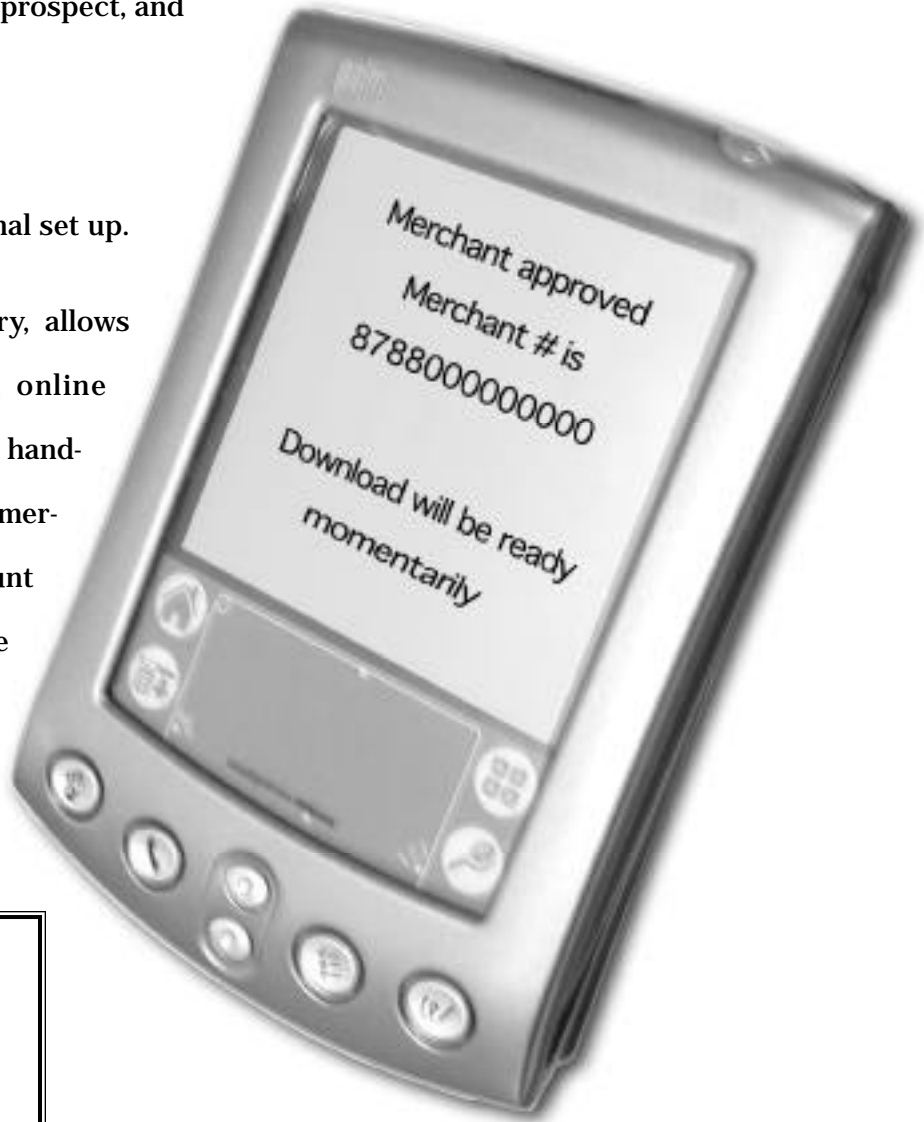 prospect, and
nal set up.
ry, allows
online
hand-
mer-
unt
e
Merchant approved
Merchant # is
8788000000000
Download will be ready
momentarily